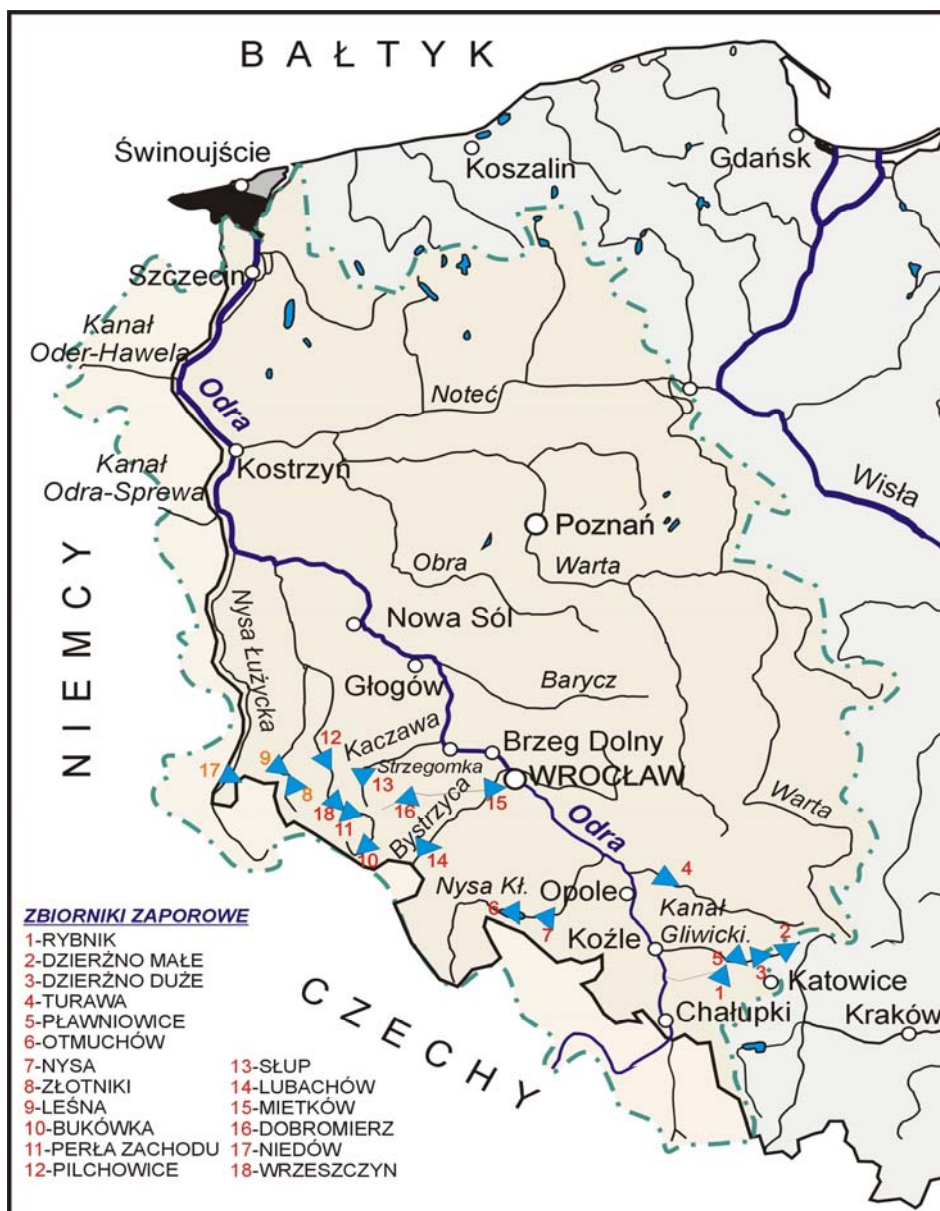 BAŁTYK
Świnoujście
Koszalin
Gdańsk
Szczecin
Kanał
Oder-Hawela
Odra
Noteć
Kostrzyń
Kanał
Odra-Sprewa
Wisła
Poznań
NIEMCY
Obra
Warta
Nysa Łużycka
Nowa Sól
Głogów
Barycz
Kaczawa
Brzeg Dolny
Strzegomka
WROCŁAW
Warta
12
17
9
8
13
18
11
16
15
10
Bystrzyca
14
Odra
4
Nysa Kł.
6
7
Opole
Kanał
Gliwicki.
Koźle
5
3
2
1
Katowice
Chałupki
Kraków
CZECHY
ZBIORNIKI ZAPOROWE
1-RYBNIK
2-DZIERŻNO MAŁE
3-DZIERŻNO DUŻE
4-TURAWA
5-PŁAWNIOWICE
6-OTMUCHÓW
7-NYSA
8-ZŁOTNIKI
9-LEŚNA
10-BUKÓWKA
11-PERŁA ZACHODU
12-PILCHOWICE
13-SŁUP
14-LUBACHÓW
15-MIETKÓW
16-DOBROMIERZ
17-NIEDÓW
18-WRZESZCZYN